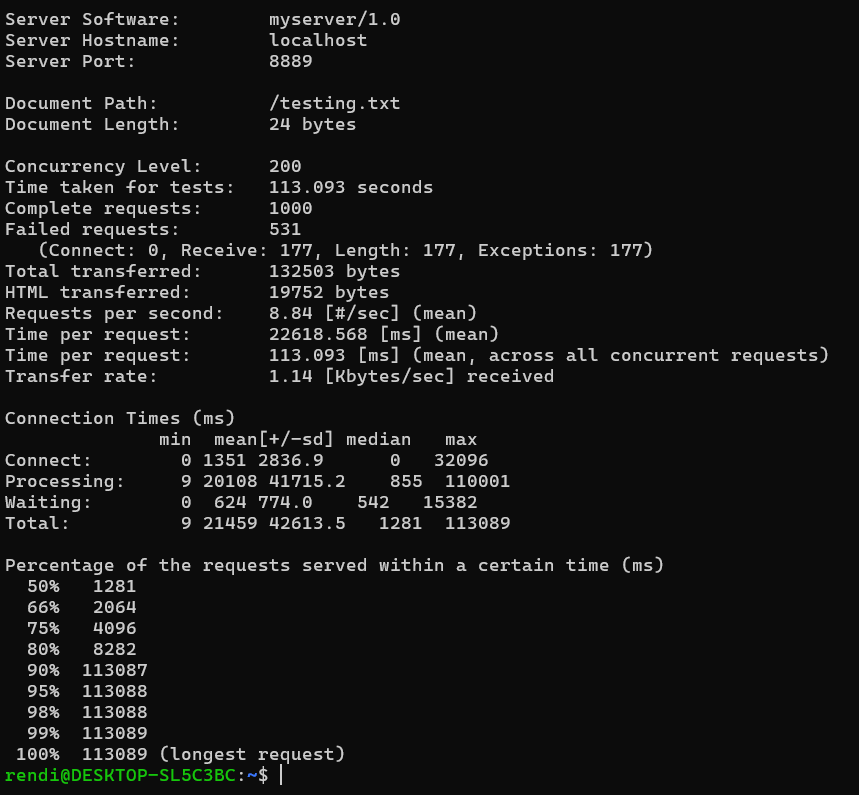 Server Software:        myserver/1.0
Server Hostname:        localhost
Server Port:            8889
Document Path:          /testing.txt
Document Length:        24 bytes
Concurrency Level:      200
Time taken for tests:   113.093 seconds
Complete requests:      1000
Failed requests:        531
   (Connect: 0, Receive: 177, Length: 177, Exceptions: 177)
Total transferred:      132503 bytes
HTML transferred:       19752 bytes
Requests per second:    8.84 [#/sec] (mean)
Time per request:       22618.568 [ms] (mean)
Time per request:       113.093 [ms] (mean, across all concurrent requests)
Transfer rate:          1.14 [Kbytes/sec] received
Connection Times (ms)
              min  mean[+/-sd] median   max
Connect:        0 1351 2836.9      0   32096
Processing:     9 20108 41715.2    855  110001
Waiting:        0  624 774.0    542   15382
Total:          9 21459 42613.5   1281  113089
Percentage of the requests served within a certain time (ms)
  50%   1281
  66%   2064
  75%   4096
  80%   8282
  90%  113087
  95%  113088
  98%  113088
  99%  113089
 100%  113089 (longest request)
rendi@DESKTOP-SL5C3BC:~$